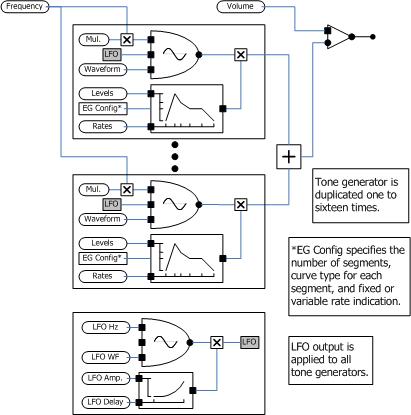 Frequency
Volume
Mul.
LFO
Waveform
Levels
EG Config*
Rates
Tone generator is
duplicated one to
sixteen times.
Mul.
LFO
Waveform
Levels
EG Config*
Rates
*EG Config specifies the
number of segments,
curve type for each
segment, and fixed or
variable rate indication.
LFO Hz
LFO WF
LFO
LFO Amp.
LFO Delay
LFO output is
applied to all
tone generators.